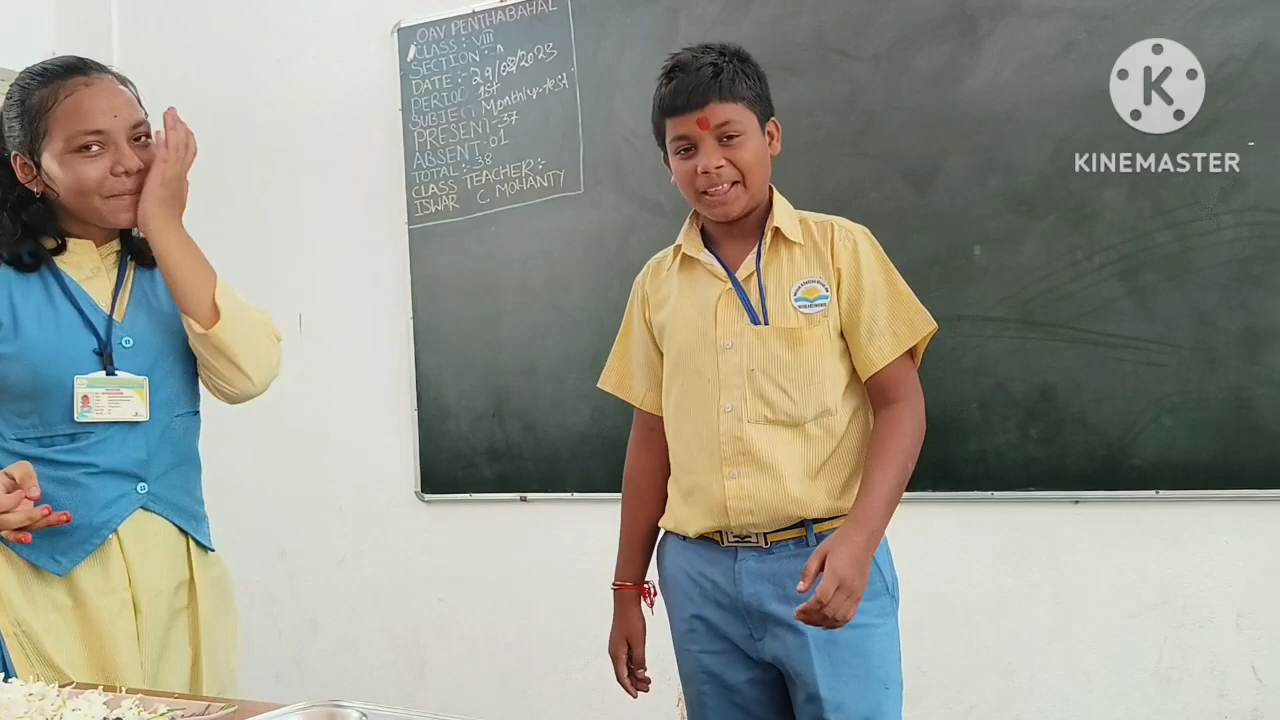 OAV PENTHABAHAL
CLASS : VIII
SECTION :- A
DATE :- 29/08/2023
PERIOD 1st
SUBJECT Monthly-test
PRESENT-37
ABSENT-01
TOTAL :- 38
CLASS TEACHER :-
ISWAR C MOHANTY
K
KINEMASTER